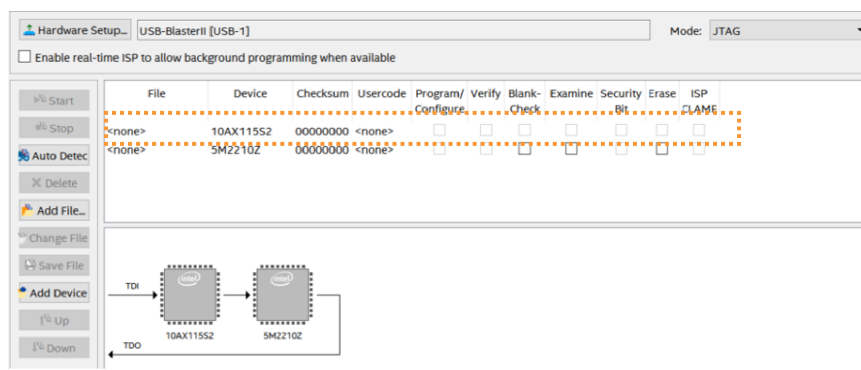 Hardware Setup... USB-BlasterII [USB-1] Mode: JTAG
Enable real-time ISP to allow background programming when available
Start
Stop
Auto Detec
Delete
Add File...
Change File
Save File
Add Device
Up
Down
File Device Checksum Usercode Program/ Verify Blank- Examine Security Erase ISP
Configure Check Bit CLAMP
<none> 10AX115S2 00000000 <none>
<none> 5M2210Z 00000000 <none>
TDI
intel intel
10AX115S2 5M2210Z
TDO